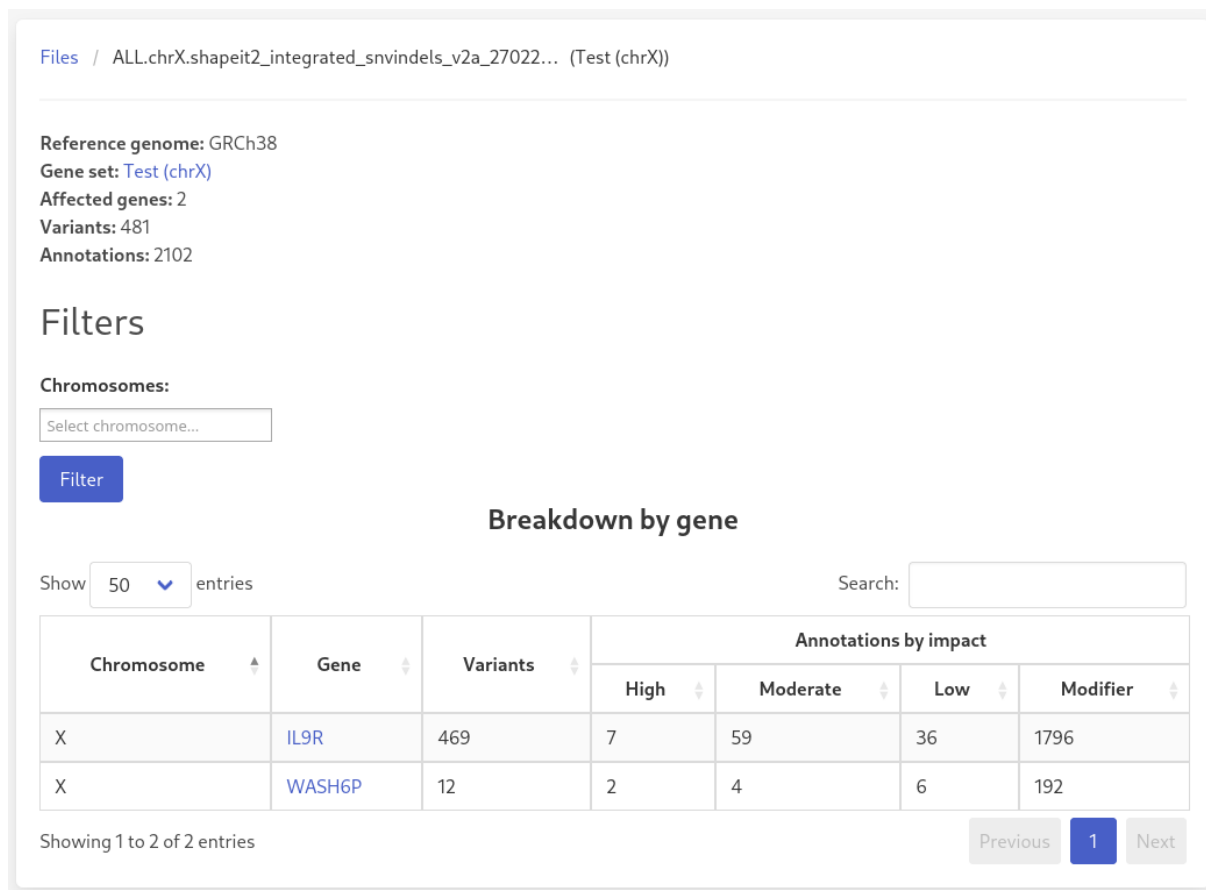 Files / ALL.chrX.shapeit2_integrated_snvindels_v2a_27022... (Test (chrX))
Reference genome: GRCh38
Gene set: Test (chrX)
Affected genes: 2
Variants: 481
Annotations: 2102
Filters
Chromosomes:
Select chromosome...
Filter
Breakdown by gene
Show 50 entries Search:
Annotations by impact
Chromosome Gene Variants
High Moderate Low Modifier
X IL9R 469 7 59 36 1796
X WASH6P 12 2 4 6 192
Showing 1 to 2 of 2 entries Previous 1 Next